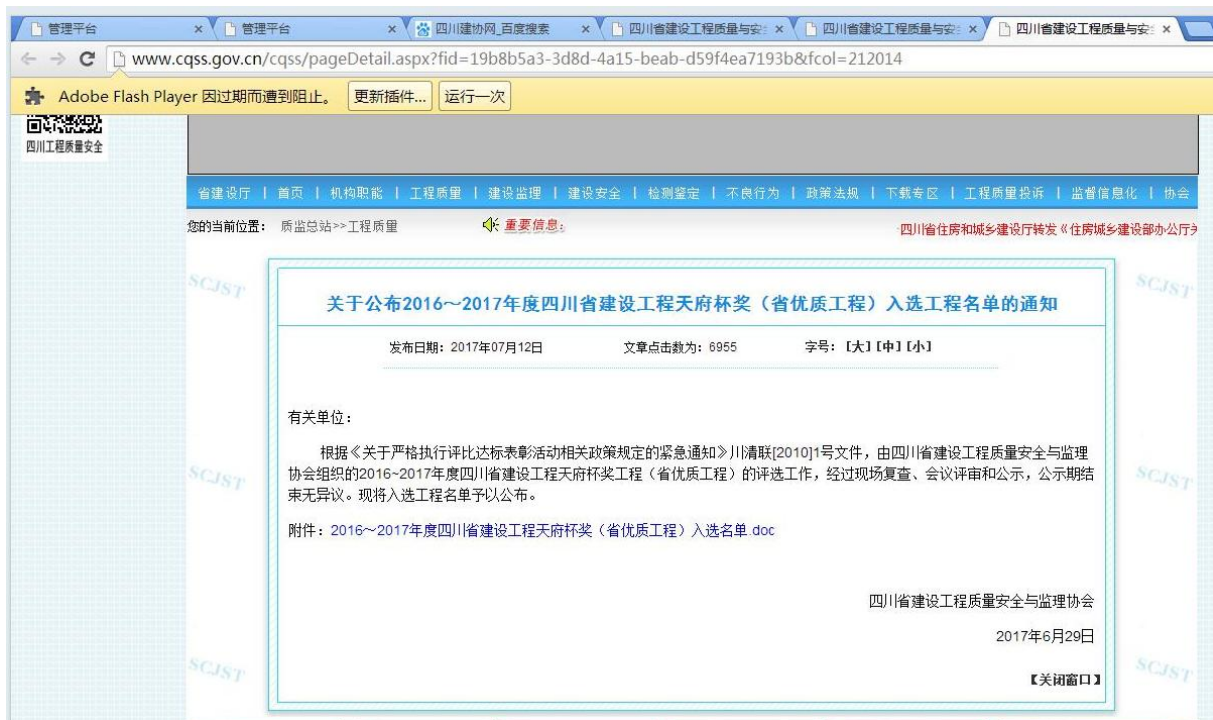 管理平台
管理平台
四川建协网_百度搜索
四川省建设工程质量与安
四川省建设工程质量与安
四川省建设工程质量与安
www.cqss.gov.cn/cqss/pageDetail.aspx?fid=19b8b5a3-3d8d-4a15-beab-d59f4ea7193b&fcol=212014
Adobe Flash Player 因过期而遭到阻止。 更新插件... 运行一次
四川工程质量安全
省建设厅 | 首页 | 机构职能 | 工程质量 | 建设监理 | 建设安全 | 检测鉴定 | 不良行为 | 政策法规 | 下载专区 | 工程质量投诉 | 监督信息化 | 协会
您的当前位置： 质监总站>>工程质量 重要信息： 四川省住房和城乡建设厅转发《住房城乡建设部办公厅关
SCJST SCJST
关于公布2016～2017年度四川省建设工程天府杯奖（省优质工程）入选工程名单的通知
发布日期：2017年07月12日 文章点击数为：6955 字号：【大】【中】【小】
有关单位：
根据《关于严格执行评比达标表彰活动相关政策规定的紧急通知》川清联[2010]1号文件，由四川省建设工程质量安全与监理
协会组织的2016~2017年度四川省建设工程天府杯奖工程（省优质工程）的评选工作，经过现场复查、会议评审和公示，公示期结
束无异议。现将入选工程名单予以公布。
SCJST SCJST
附件：2016～2017年度四川省建设工程天府杯奖（省优质工程）入选名单.doc
四川省建设工程质量安全与监理协会
2017年6月29日
SCJST SCJST
【关闭窗口】